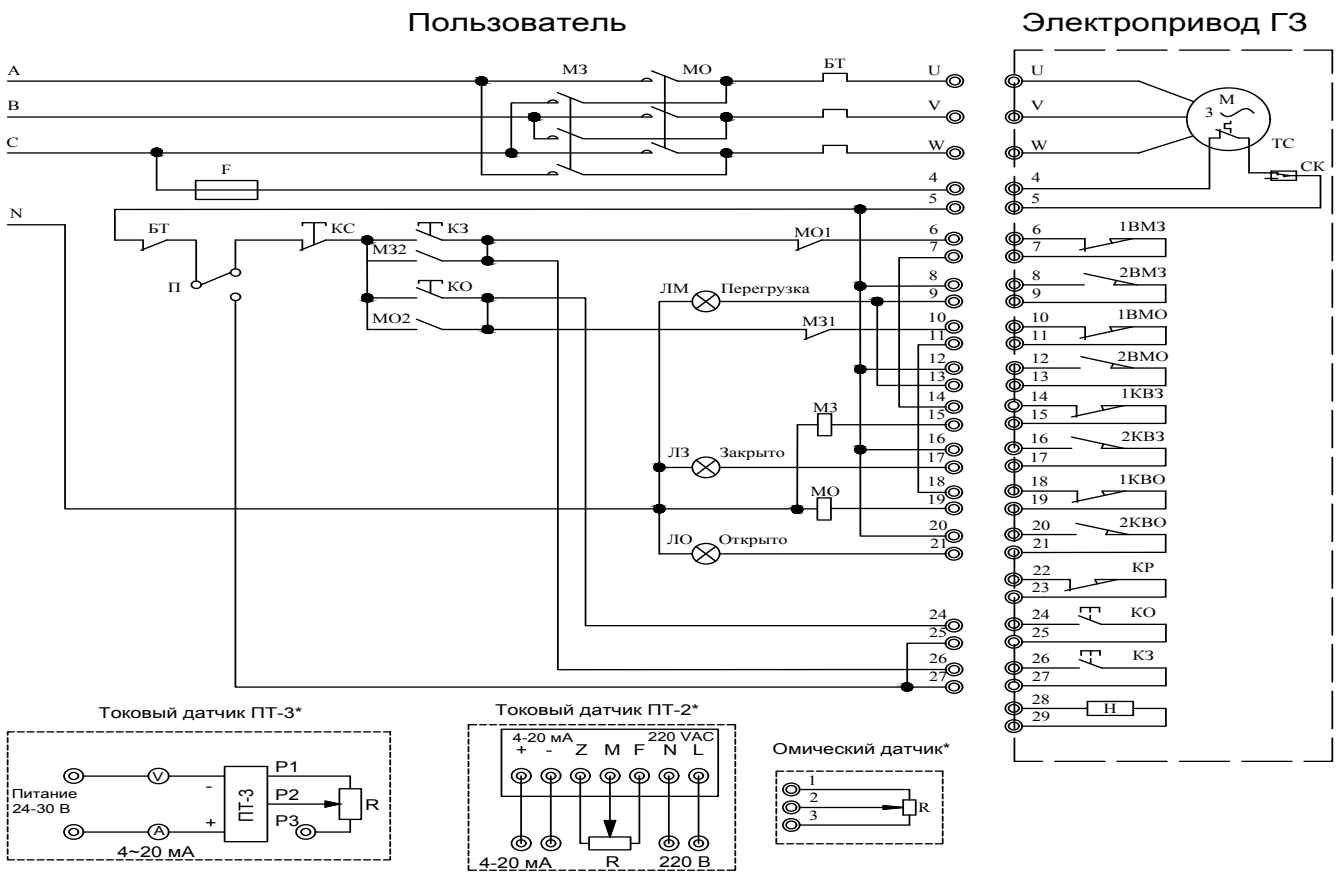 Пользователь
Электропривод ГЗ
A
МЗ
МО
БТ
U
U
М
3
ТС
СК
B
V
V
C
W
W
F
4
4
5
5
N
БТ
П
КС
КЗ
МЗ2
КО
МО2
МО1
6
7
6
7
1ВМЗ
ЛМ
Перегрузка
8
9
8
9
2ВМЗ
МЗ1
10
11
10
11
1ВМО
12
13
12
13
2ВМО
МЗ
14
15
14
15
1КВЗ
ЛЗ
Закрыто
16
17
16
17
2КВЗ
МО
18
19
18
19
1КВО
ЛО
Открыто
20
21
20
21
2КВО
22
23
КР
24
25
24
25
КО
26
27
26
27
КЗ
28
29
Н
Токовый датчик ПТ-3*
Питание
24-30 В
V
A
-
+
ПТ-3
P1
P2
P3
R
4~20 мА
Токовый датчик ПТ-2*
4-20 мА
220 VAC
+ - Z M F N L
4-20 мА
R
220 В
Омический датчик*
1
2
3
R